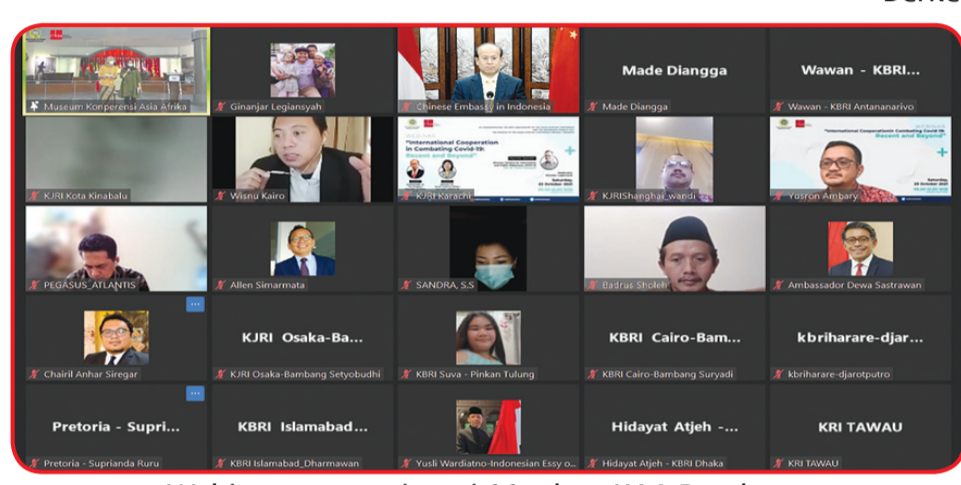 Museum Konperensi Asia Afrika
Ginanjar Legiansyah
Chinese Embassy in Indonesia
Made Diangga
Made Diangga
Wawan - KBRI...
Wawan - KBRI Antananarivo
KJRI Kota Kinabalu
Wisnu Kairo
WEBINAR
"International Cooperation
in Combating Covid-19:
Recent and Beyond"
Saturday,
KJRI Karachi
KJRIShanghai_wandi
"International Cooperation in Combating Covid-19:
Recent and Beyond"
Yusron Ambary
PEGASUS_ATLANTIS
Allen Simarmata
SANDRA, S.S
Badrus Sholeh
Ambassador Dewa Sastrawan
Chairil Anhar Siregar
KJRI Osaka-Ba...
KJRI Osaka-Bambang Setyobudhi
KBRI Suva - Pinkan Tulung
KBRI Cairo-Bam...
KBRI Cairo-Bambang Suryadi
kbriharare-djar...
kbriharare-djarotputro
Pretoria - Supri...
Pretoria - Suprianda Ruru
KBRI Islamabad...
KBRI Islamabad_Dharmawan
Yusli Wardiatno-Indonesian Essy o...
Hidayat Atjeh -...
Hidayat Atjeh - KBRI Dhaka
KRI TAWAU
KRI TAWAU